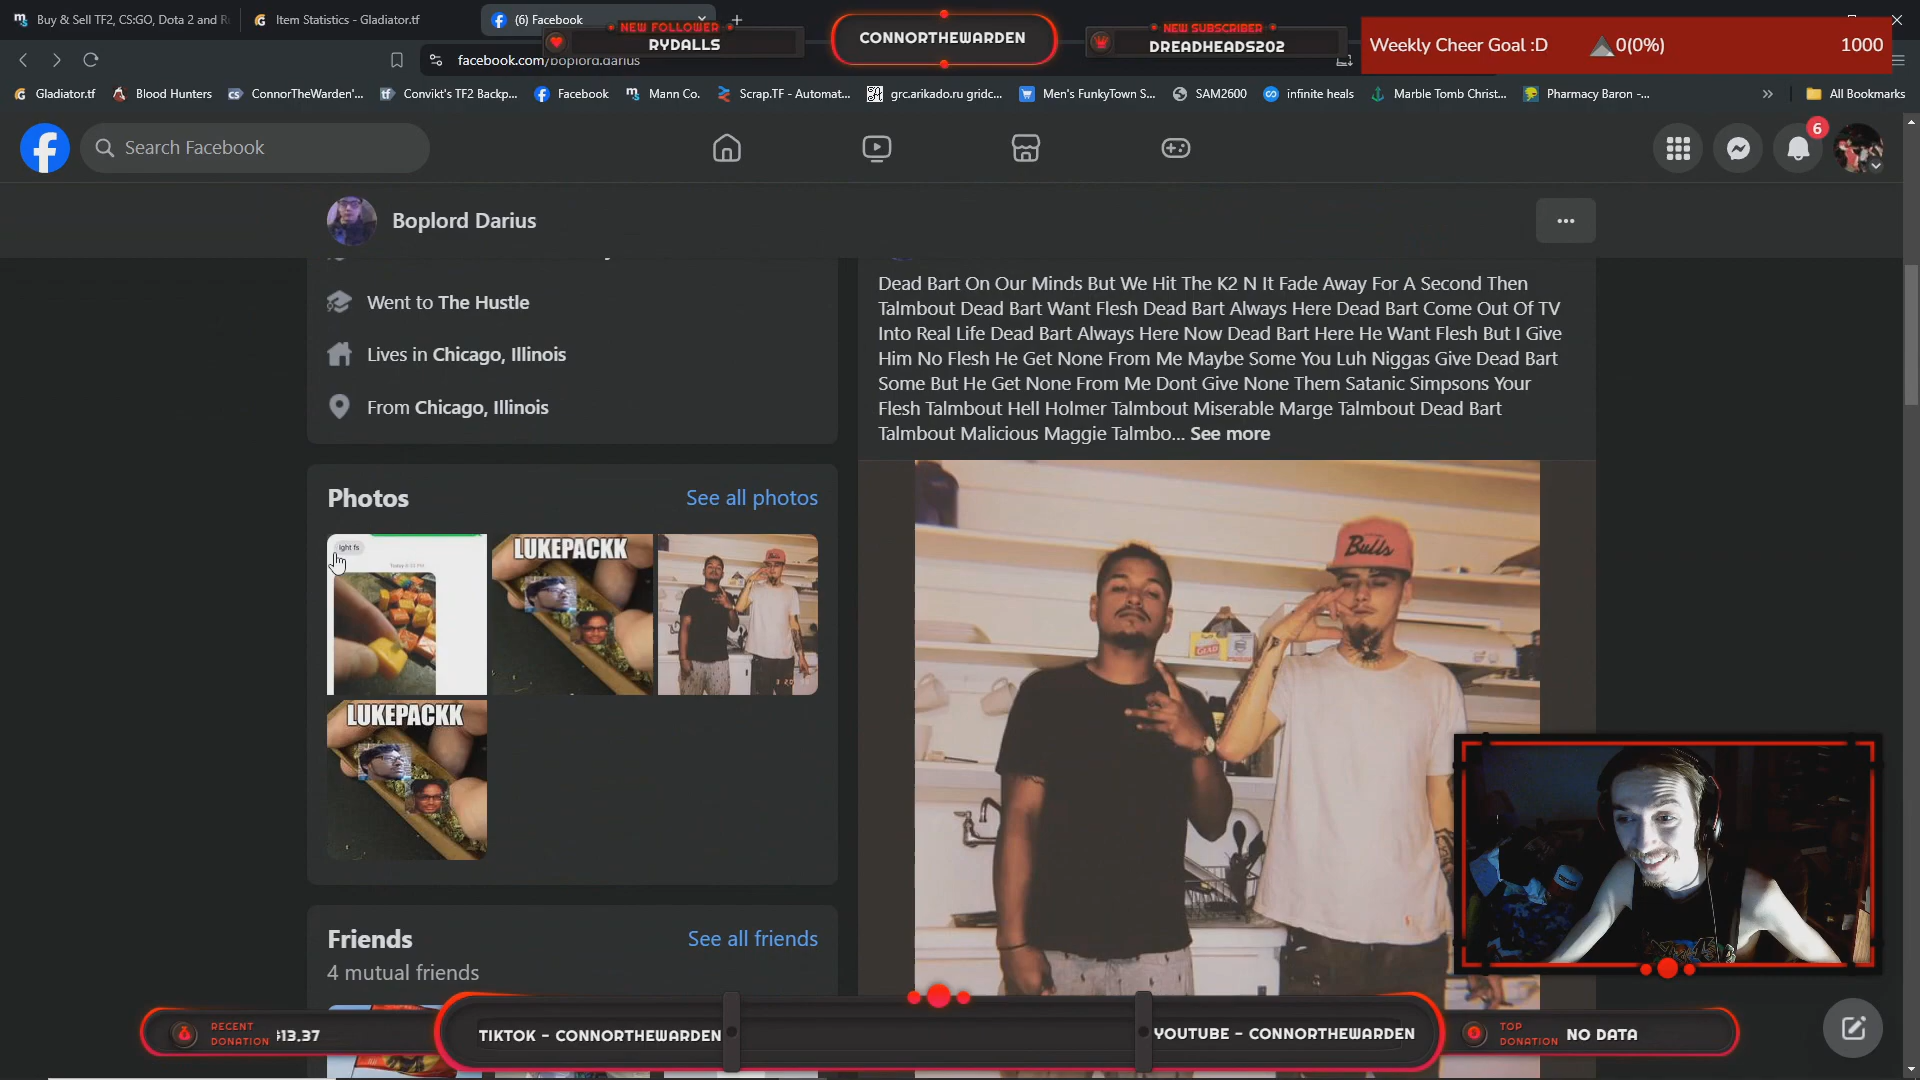 Buy & Sell TF2, CS:GO, Dota 2 and R
Item Statistics - Gladiator.tf
(6) Facebook
NEW FOLLOWER
RYDALLS
CONNORTHEWARDEN
NEW SUBSCRIBER
DREADHEADS202
Weekly Cheer Goal :D
0(0%)
1000
facebook.com/boplord.darius
Gladiator.tf
Blood Hunters
ConnorTheWarden'...
Convikt's TF2 Backp...
Facebook
Mann Co.
Scrap.TF - Automat...
grc.arikado.ru gridc...
Men's FunkyTown S...
SAM2600
infinite heals
Marble Tomb Christ...
Pharmacy Baron -...
All Bookmarks
Search Facebook
6
Boplord Darius
Went to The Hustle
Lives in Chicago, Illinois
From Chicago, Illinois
Dead Bart On Our Minds But We Hit The K2 N It Fade Away For A Second Then
Talmbout Dead Bart Want Flesh Dead Bart Always Here Dead Bart Come Out Of TV
Into Real Life Dead Bart Always Here Now Dead Bart Here He Want Flesh But I Give
Him No Flesh He Get None From Me Maybe Some You Luh Niggas Give Dead Bart
Some But He Get None From Me Dont Give None Them Satanic Simpsons Your
Flesh Talmbout Hell Holmer Talmbout Miserable Marge Talmbout Dead Bart
Talmbout Malicious Maggie Talmbo... See more
Photos
See all photos
Ight fs
LUKEPACKK
LUKEPACKK
Bulls
GLAD
Friends
See all friends
4 mutual friends
RECENT
DONATION
$13.37
TIKTOK - CONNORTHEWARDEN
YOUTUBE - CONNORTHEWARDEN
TOP
DONATION
NO DATA